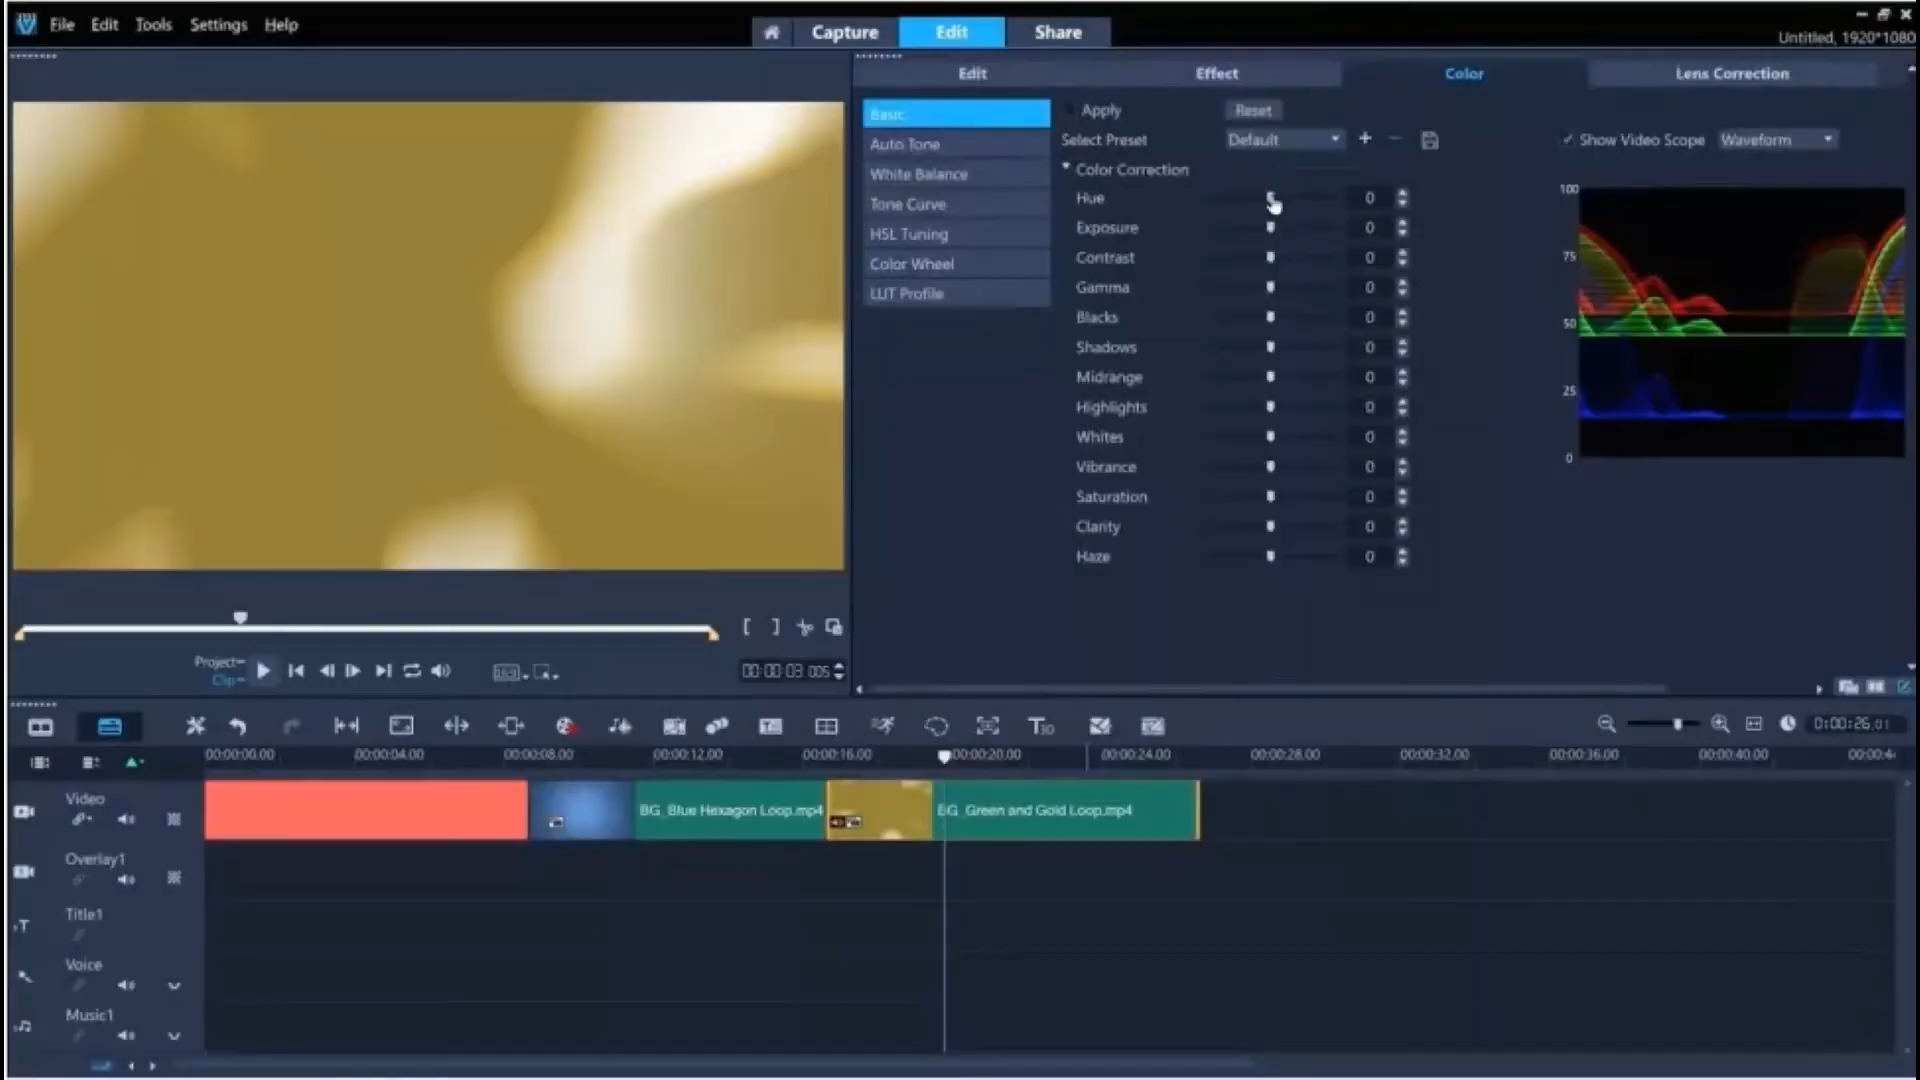 File Edit Tools Settings Help
Capture Edit Share
Untitled, 1920*1080
Edit Effect Color Lens Correction
Basic
Auto Tone
White Balance
Tone Curve
HSL Tuning
Color Wheel
LUT Profile
Apply Reset
Select Preset Default
Show Video Scope Waveform
Color Correction
Hue 0
Exposure 0
Contrast 0
Gamma 0
Blacks 0
Shadows 0
Midrange 0
Highlights 0
Whites 0
Vibrance 0
Saturation 0
Clarity 0
Haze 0
100
75
50
25
0
Project
Clip
16:9
00:00:03.005
0:00:26.01
00:00:00.00 00:00:04.00 00:00:08.00 00:00:12.00 00:00:16.00 00:00:20.00 00:00:24.00 00:00:28.00 00:00:32.00 00:00:36.00 00:00:40.00
Video
BG_Blue Hexagon Loop.mp4
BG_Green and Gold Loop.mp4
Overlay1
Title1
Voice
Music1